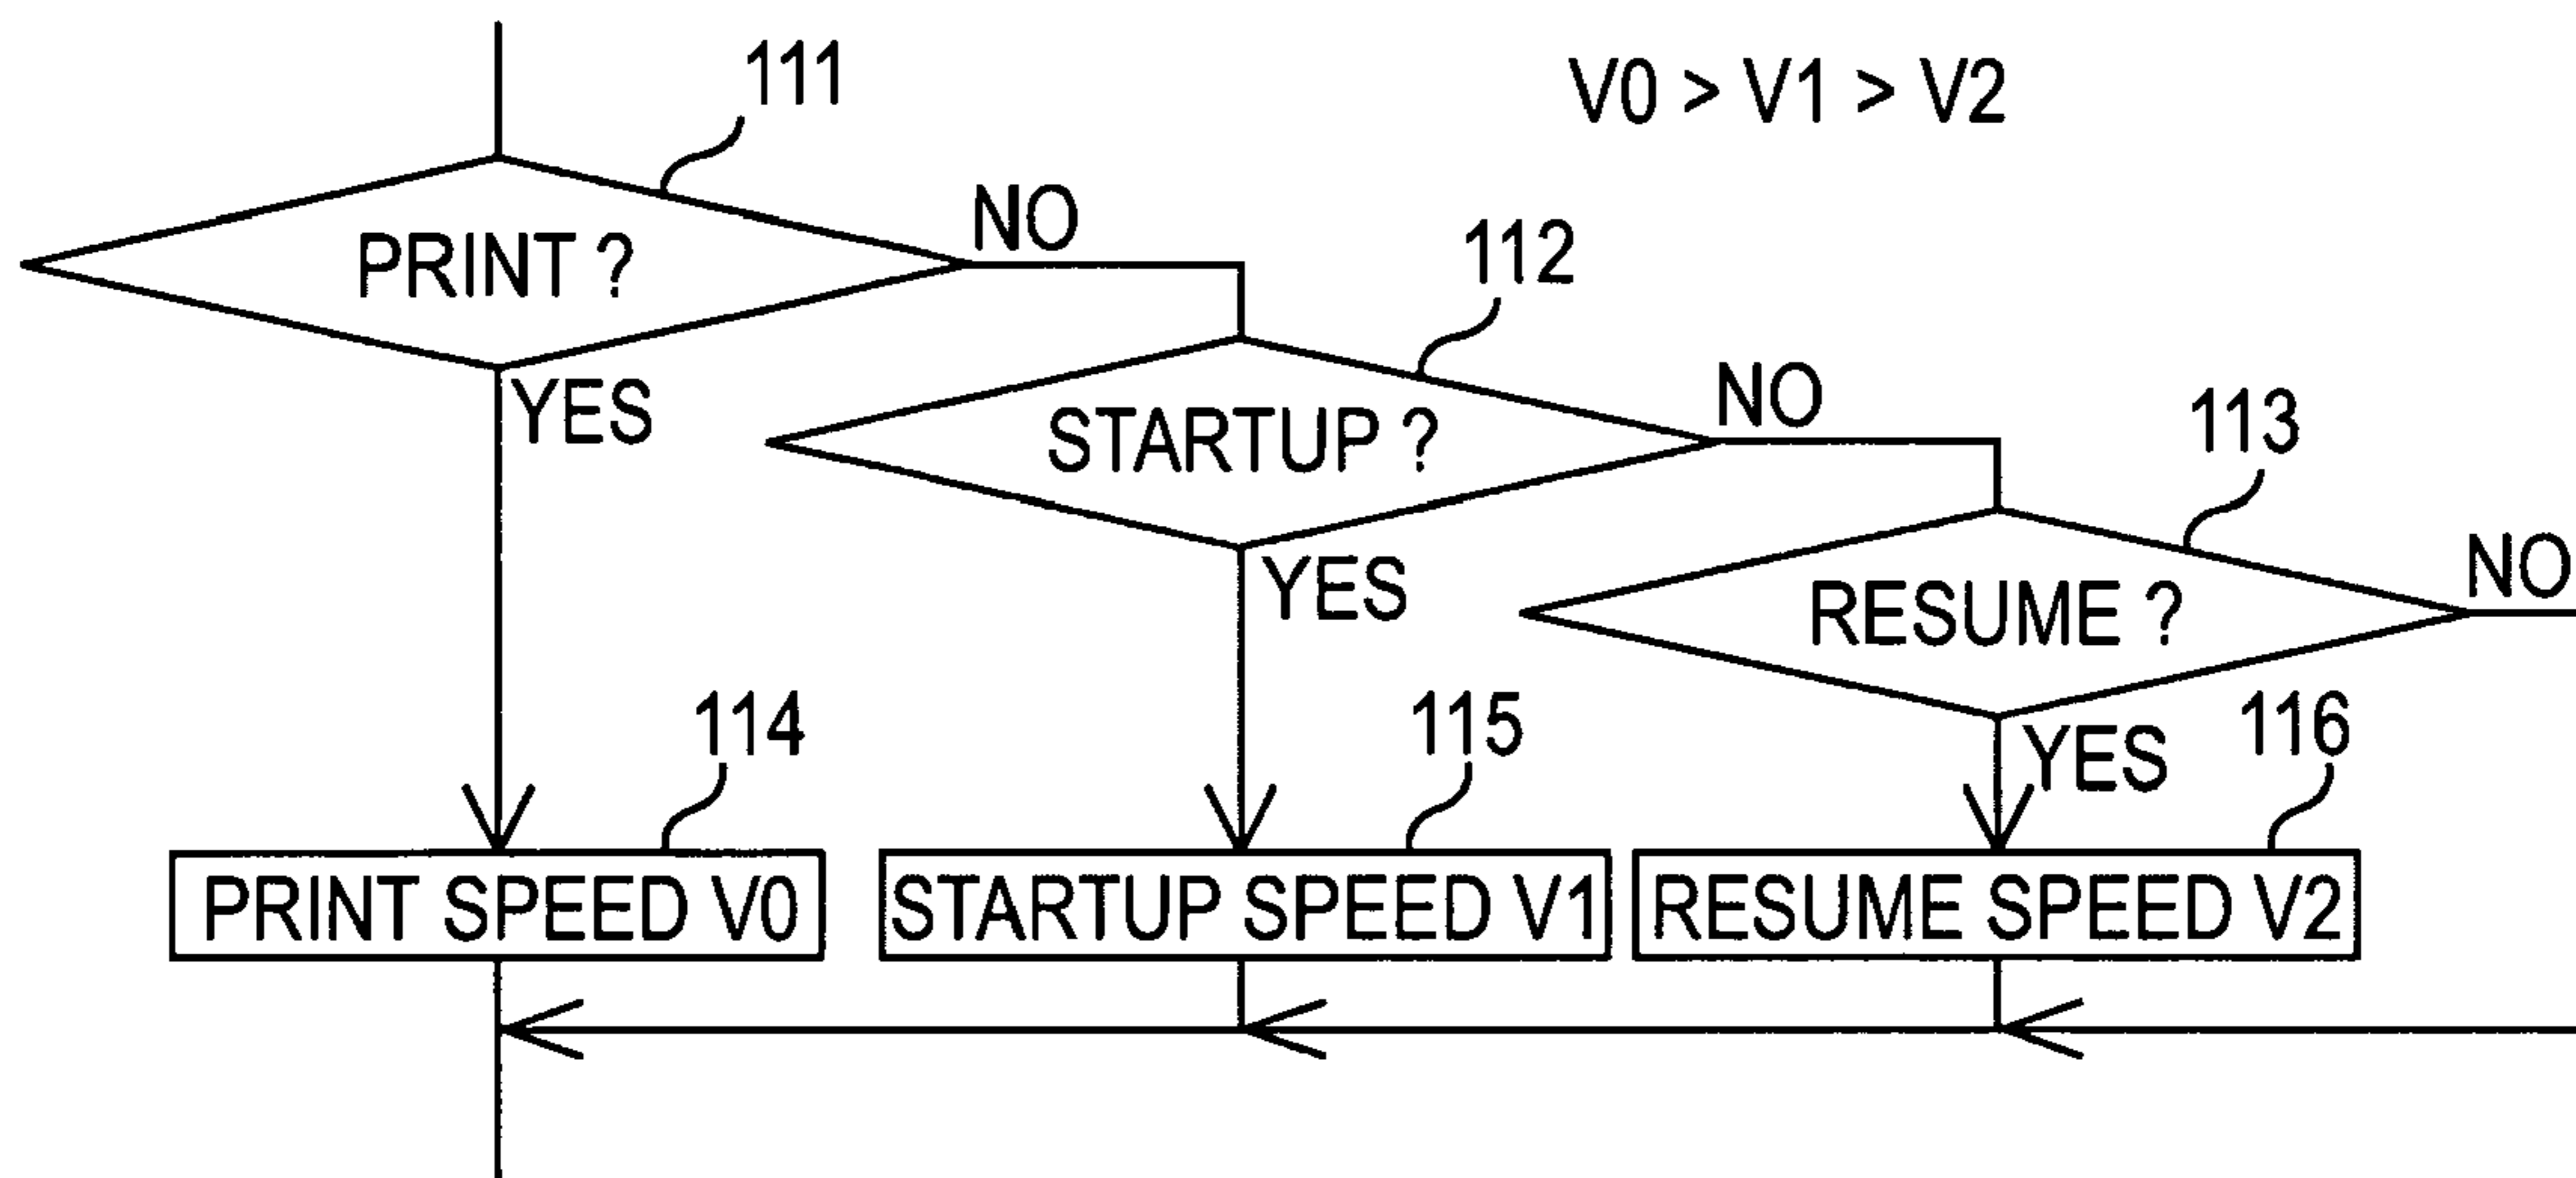 111
V0 > V1 > V2
PRINT ?
NO
112
YES
STARTUP ?
NO
113
YES
RESUME ?
NO
114
115
YES
116
PRINT SPEED V0
STARTUP SPEED V1
RESUME SPEED V2